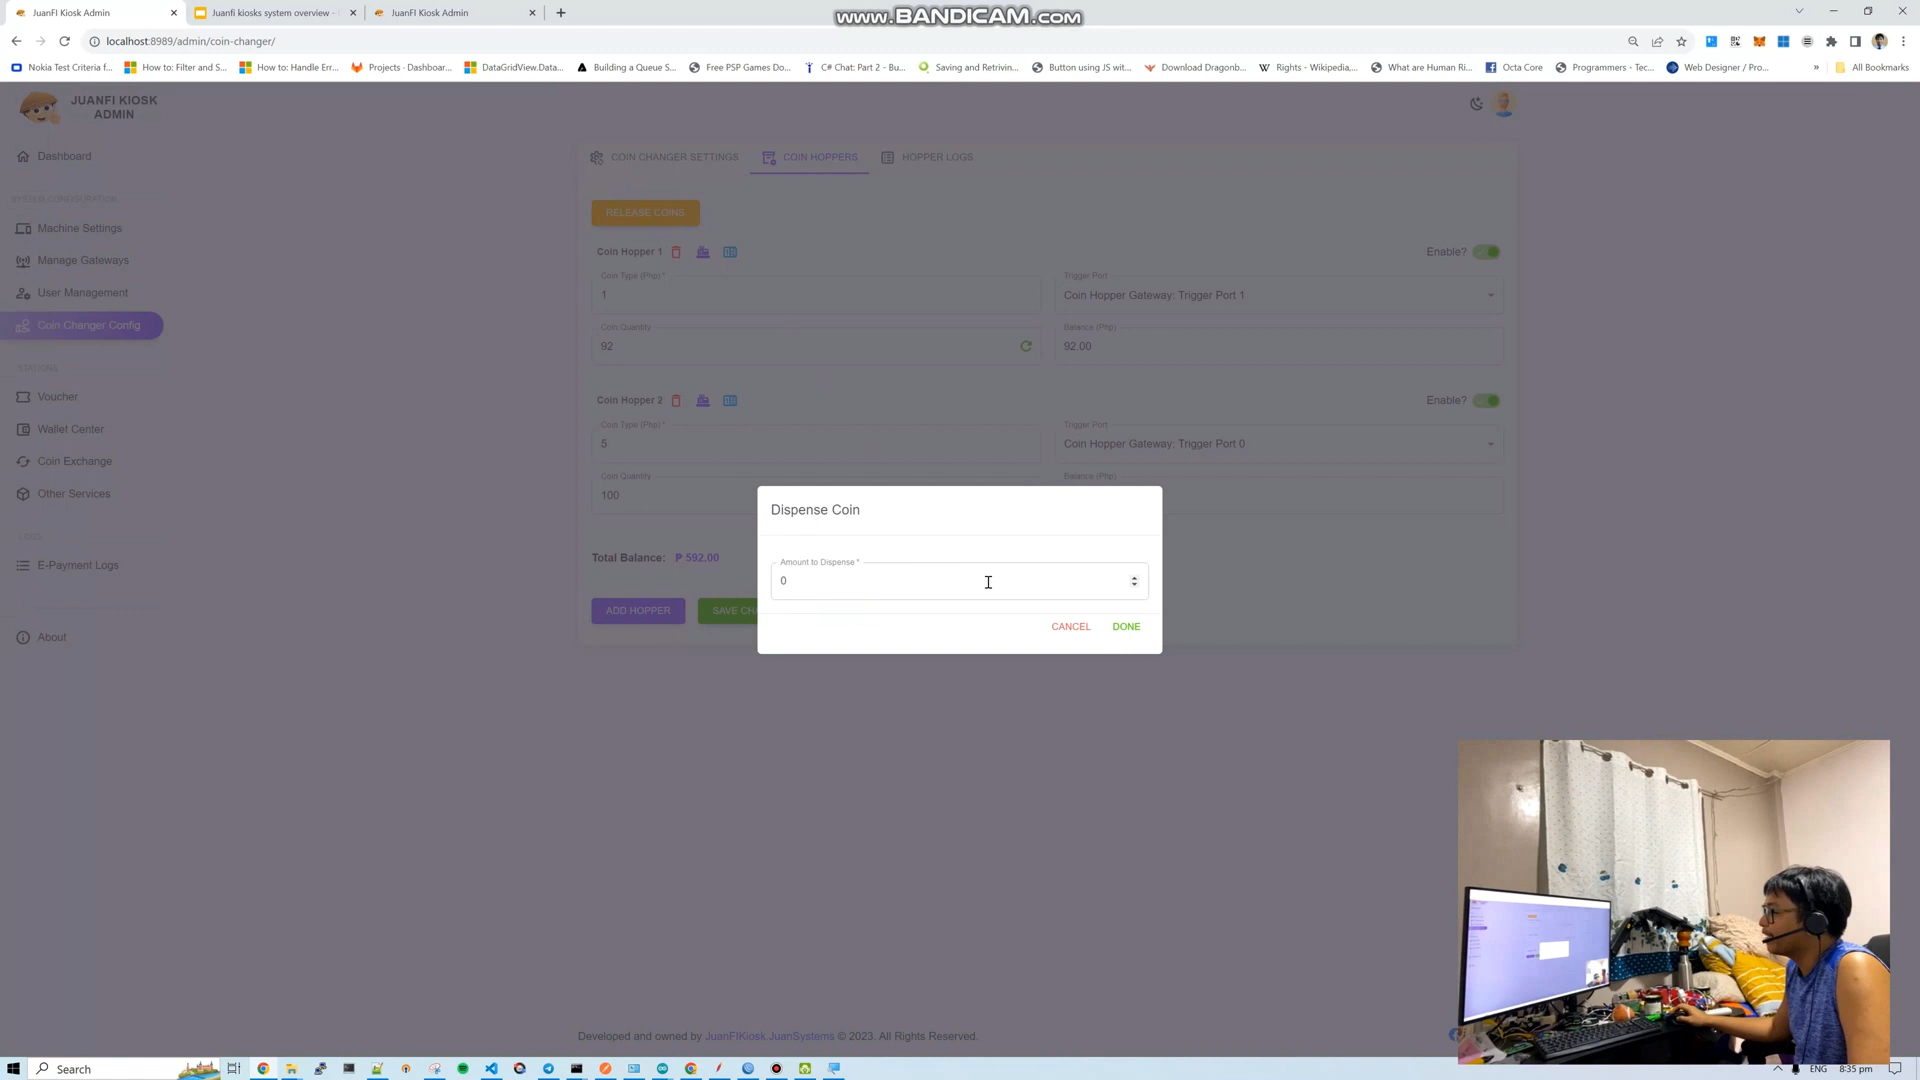 JuanFI Kiosk Admin
Juanfi kiosks system overview -
JuanFI Kiosk Admin
www.BANDICAM.com
localhost:8989/admin/coin-changer/
Nokia Test Criteria f...
How to: Filter and S...
How to: Handle Err...
Projects · Dashboar...
DataGridView.Data...
Building a Queue S...
Free PSP Games Do...
C# Chat: Part 2 - Bu...
Saving and Retrivin...
Button using JS wit...
Download Dragonb...
Rights - Wikipedia,...
What are Human Ri...
Octa Core
Programmers - Tec...
Web Designer / Pro...
»
All Bookmarks
JUANFI KIOSK
ADMIN
Dashboard
SYSTEM CONFIGURATION
Machine Settings
Manage Gateways
User Management
Coin Changer Config
STATIONS
Voucher
Wallet Center
Coin Exchange
Other Services
E-Payment Logs
About
COIN CHANGER SETTINGS
COIN HOPPERS
HOPPER LOGS
RELEASE COINS
Coin Hopper 1
Enable?
Coin Type (Php) *
1
Trigger Port
Coin Hopper Gateway: Trigger Port 1
Coin Quantity
92
Balance (Php)
92.00
Coin Hopper 2
Enable?
Coin Type (Php) *
5
Trigger Port
Coin Hopper Gateway: Trigger Port 0
Coin Quantity
100
Balance (Php)
Total Balance: ₱ 592.00
ADD HOPPER
SAVE CHA
Dispense Coin
Amount to Dispense *
0
CANCEL
DONE
Developed and owned by JuanFIKiosk.JuanSystems © 2023. All Rights Reserved.
Search
ENG
8:35 pm